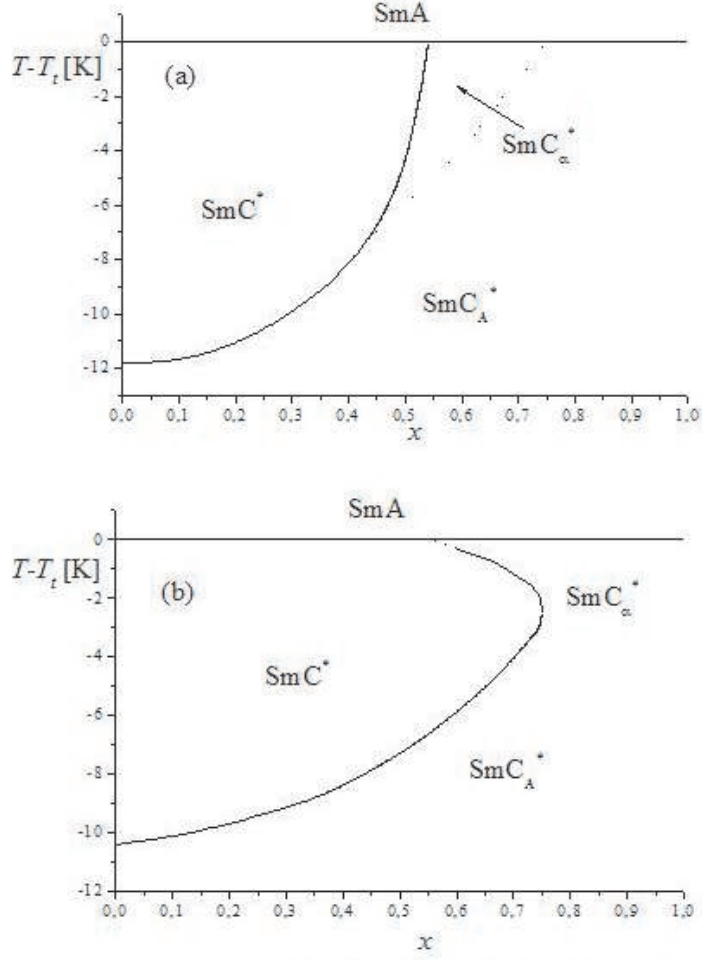 SmA
0
T-Tt [K]
(a)
-2
SmCα*
-4
SmC*
-6
-8
SmCA*
-10
-12
0,0 0,1 0,2 0,3 0,4 0,5 0,6 0,7 0,8 0,9 1,0
x
SmA
0
T-Tt [K]
(b)
-2
SmCα*
-4
SmC*
-6
-8
SmCA*
-10
-12
0,0 0,1 0,2 0,3 0,4 0,5 0,6 0,7 0,8 0,9 1,0
x